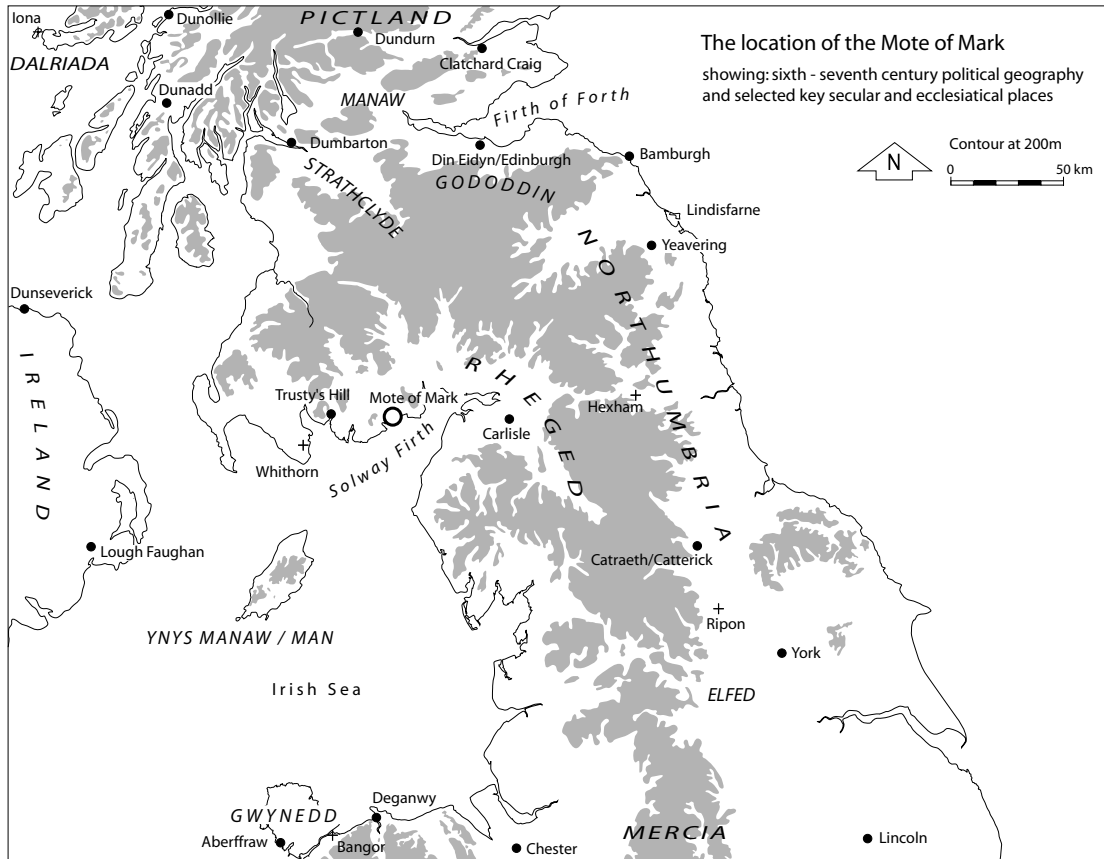 The location of the Mote of Mark
showing: sixth - seventh century political geography
and selected key secular and ecclesiatical places
Contour at 200m
N
0 50 km
Iona
Dunollie
PICTLAND
Dundurn
Clatchard Craig
DALRIADA
Dunadd
MANAW
Firth of Forth
Dumbarton
Din Eidyn/Edinburgh
Bamburgh
STRATHCLYDE
GODODDIN
Lindisfarne
Yeavering
NORTHUMBRIA
Dunseverick
IRELAND
RHEGED
Trusty's Hill
Mote of Mark
Hexham
Carlisle
Whithorn
Solway Firth
Lough Faughan
Catraeth/Catterick
YNYS MANAW / MAN
Ripon
York
Irish Sea
ELFED
GWYNEDD
Deganwy
MERCIA
Aberffraw
Bangor
Chester
Lincoln